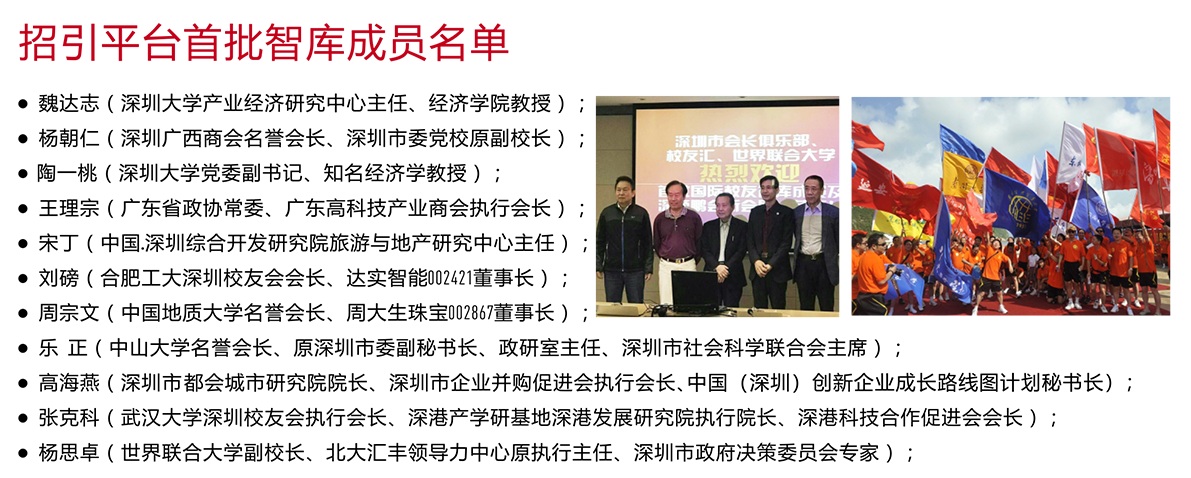 招引平台首批智库成员名单
● 魏达志（深圳大学产业经济研究中心主任、经济学院教授）；
● 杨朝仁（深圳广西商会名誉会长、深圳市委党校原副校长）；
● 陶一桃（深圳大学党委副书记、知名经济学教授）；
● 王理宗（广东省政协常委、广东高科技产业商会执行会长）；
● 宋丁（中国.深圳综合开发研究院旅游与地产研究中心主任）；
● 刘磅（合肥工大深圳校友会会长、达实智能002421董事长）；
● 周宗文（中国地质大学名誉会长、周大生珠宝002867董事长）；
● 乐 正（中山大学名誉会长、原深圳市委副秘书长、政研室主任、深圳市社会科学联合会主席）；
● 高海燕（深圳市都会城市研究院院长、深圳市企业并购促进会执行会长、中国（深圳）创新企业成长路线图计划秘书长）；
● 张克科（武汉大学深圳校友会执行会长、深港产学研基地深港发展研究院执行院长、深港科技合作促进会会长）；
● 杨思卓（世界联合大学副校长、北大汇丰领导力中心原执行主任、深圳市政府决策委员会专家）；
深圳市会长俱乐部、
校友汇、世界联合大学
热烈欢迎